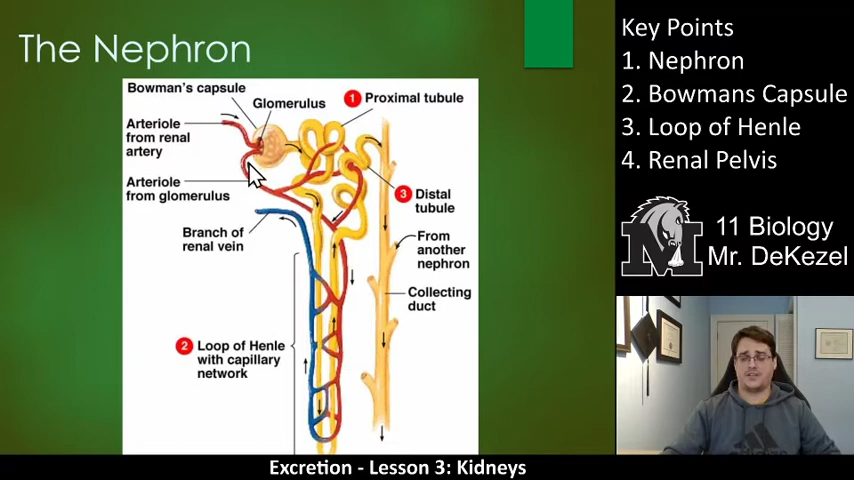 The Nephron
Bowman's capsule
Glomerulus
1 Proximal tubule
Arteriole
from renal
artery
Arteriole
from glomerulus
3 Distal
tubule
Branch of
renal vein
From
another
nephron
Collecting
duct
2 Loop of Henle
with capillary
network
Key Points
1. Nephron
2. Bowmans Capsule
3. Loop of Henle
4. Renal Pelvis
M
11 Biology
Mr. DeKezel
adidas
Excretion - Lesson 3: Kidneys